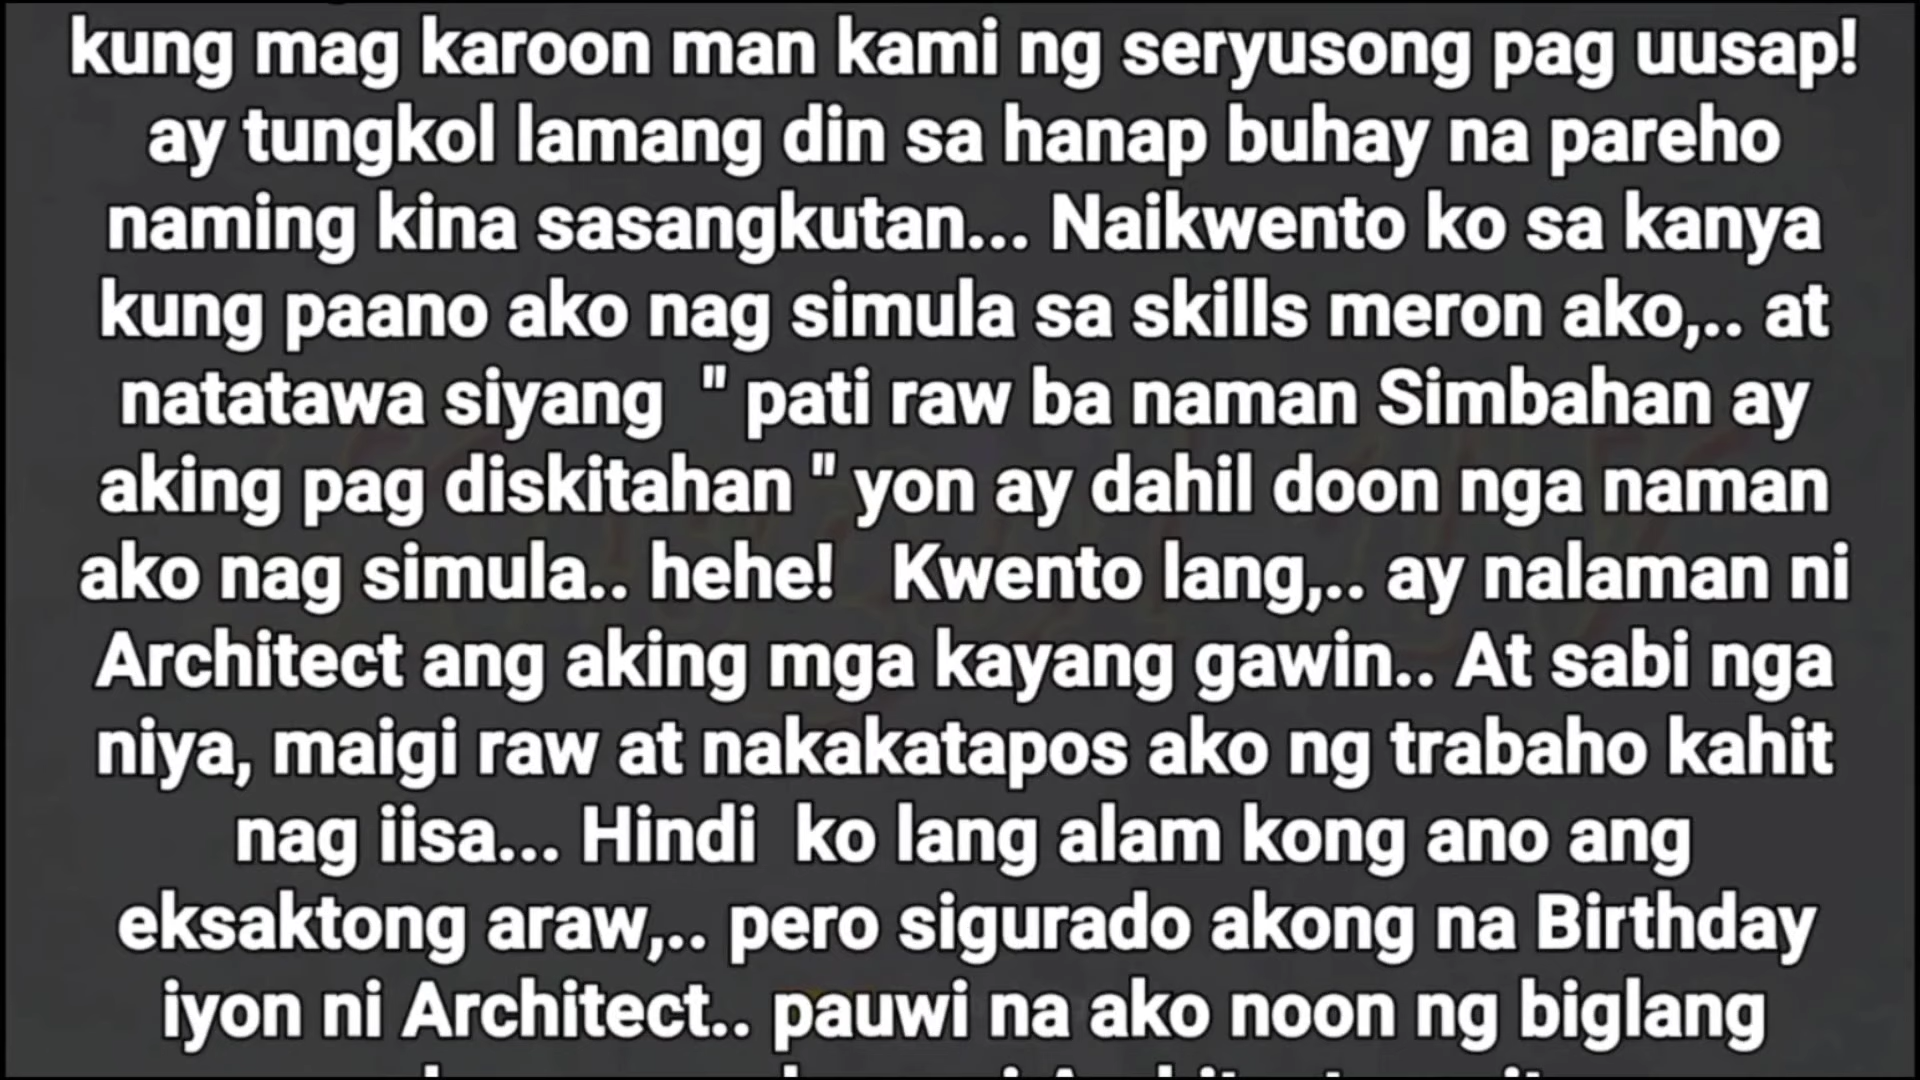 kung mag karoon man kami ng seryusong pag uusap!
ay tungkol lamang din sa hanap buhay na pareho
naming kina sasangkutan... Naikwento ko sa kanya
kung paano ako nag simula sa skills meron ako,.. at
natatawa siyang " pati raw ba naman Simbahan ay
aking pag diskitahan " yon ay dahil doon nga naman
ako nag simula.. hehe! Kwento lang,.. ay nalaman ni
Architect ang aking mga kayang gawin.. At sabi nga
niya, maigi raw at nakakatapos ako ng trabaho kahit
nag iisa... Hindi ko lang alam kong ano ang
eksaktong araw,.. pero sigurado akong na Birthday
iyon ni Architect.. pauwi na ako noon ng biglang